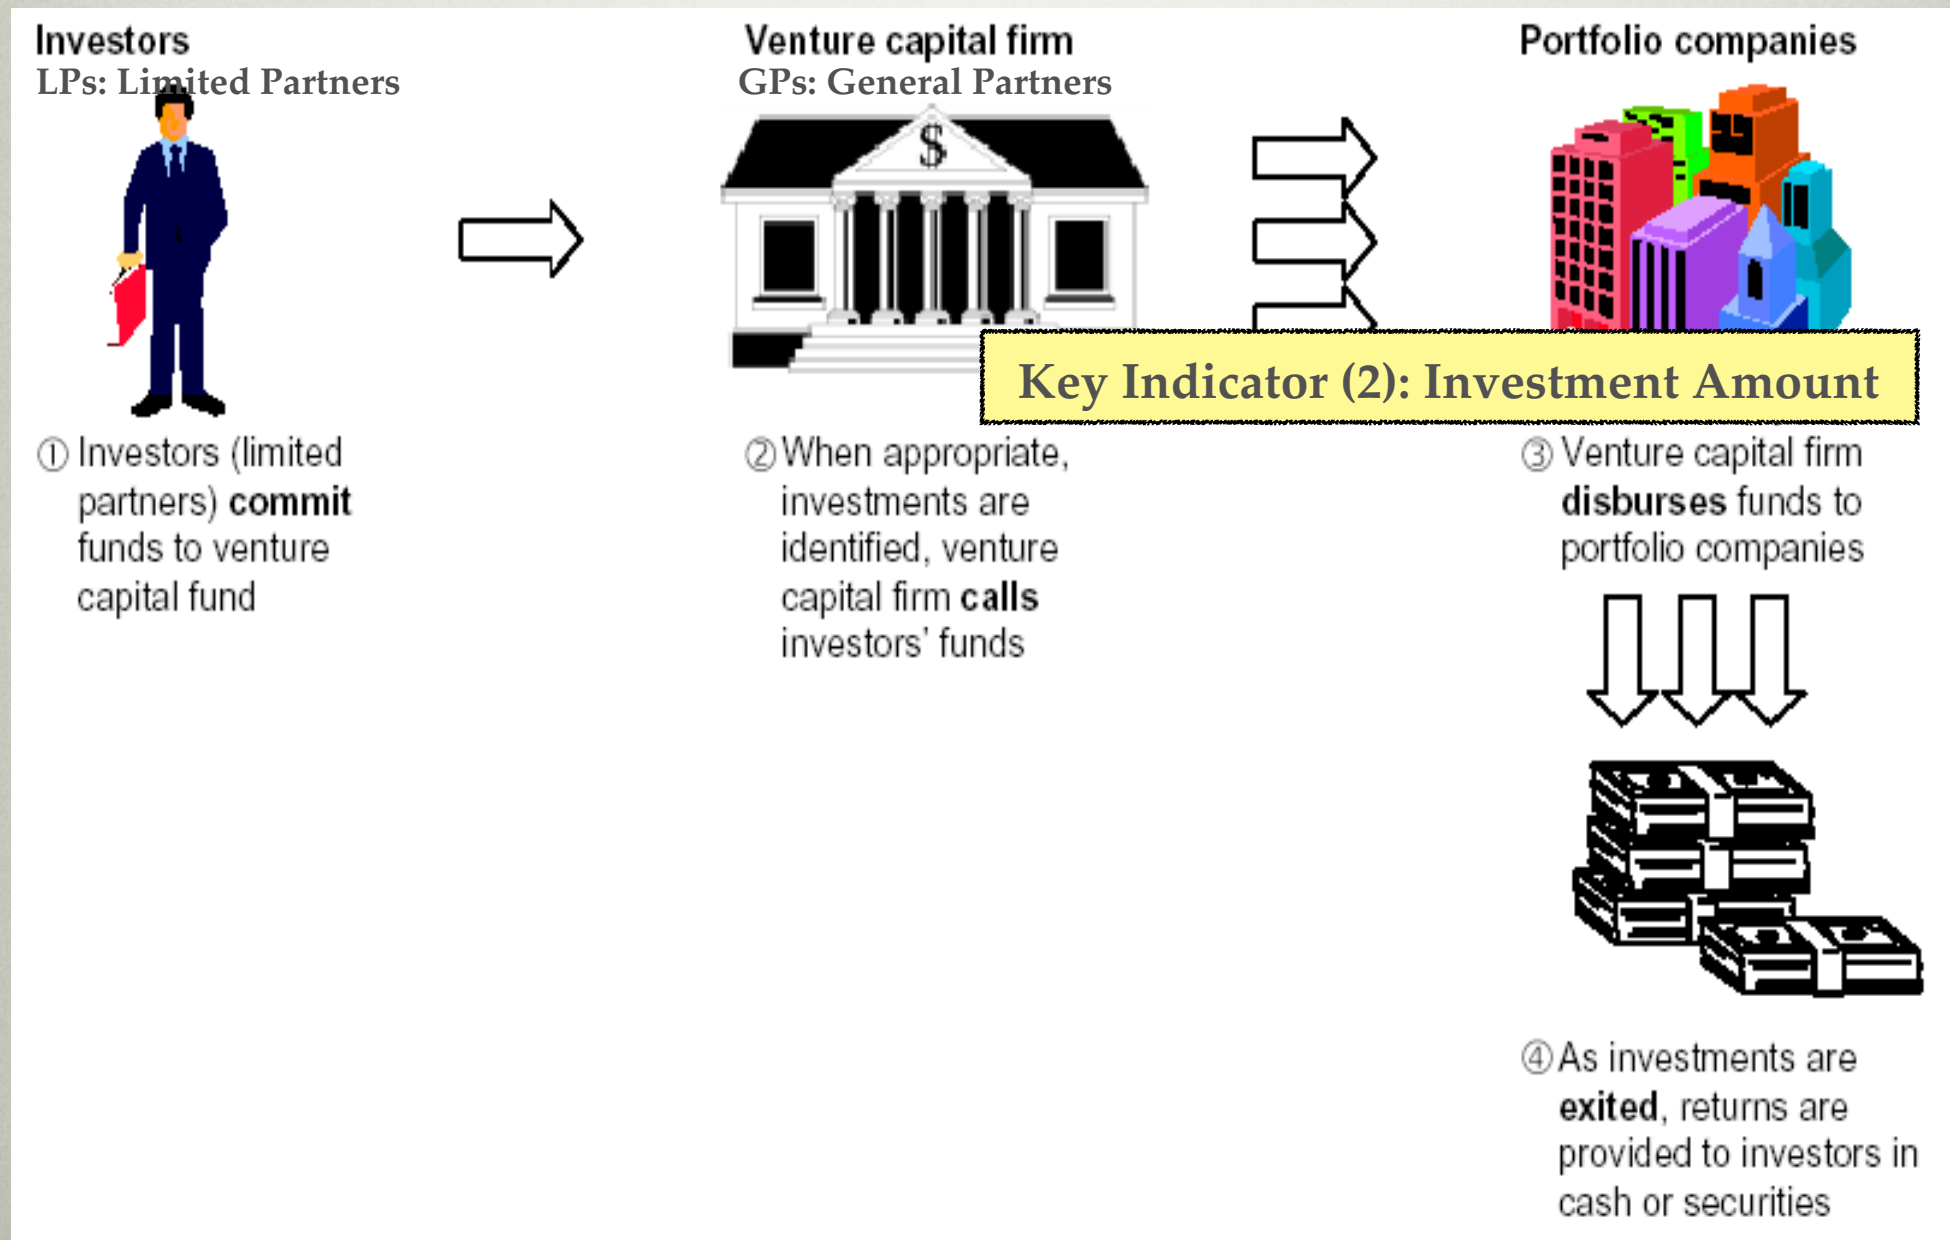 Investors
LPs: Limited Partners
Venture capital firm
GPs: General Partners
$
Portfolio companies
Key Indicator (2): Investment Amount
① Investors (limited
partners) commit
funds to venture
capital fund
② When appropriate,
investments are
identified, venture
capital firm calls
investors’ funds
③ Venture capital firm
disburses funds to
portfolio companies
④ As investments are
exited, returns are
provided to investors in
cash or securities